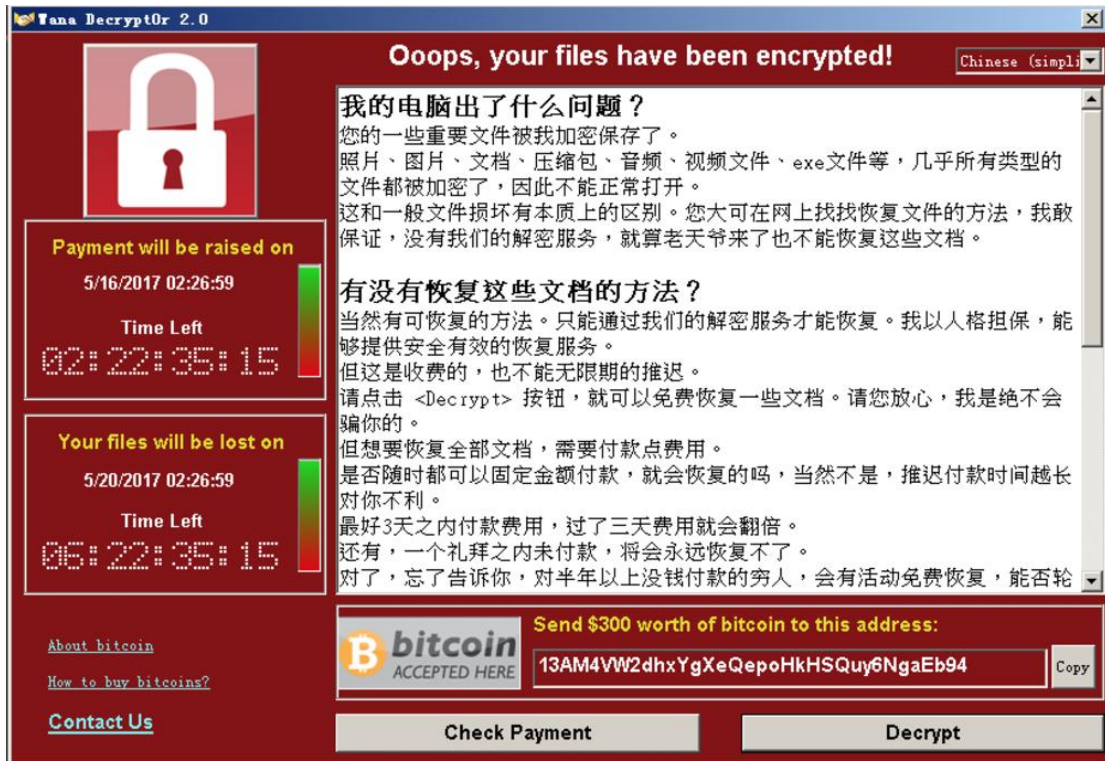 Wana Decrypt0r 2.0
Ooops, your files have been encrypted!
Chinese (simpli
Payment will be raised on
5/16/2017 02:26:59
Time Left
02:22:35:15
Your files will be lost on
5/20/2017 02:26:59
Time Left
06:22:35:15
About bitcoin
How to buy bitcoins?
Contact Us
我的电脑出了什么问题？
您的一些重要文件被我加密保存了。
照片、图片、文档、压缩包、音频、视频文件、exe文件等，几乎所有类型的
文件都被加密了，因此不能正常打开。
这和一般文件损坏有本质上的区别。您大可在网上找找恢复文件的方法，我敢
保证，没有我们的解密服务，就算老天爷来了也不能恢复这些文档。
有没有恢复这些文档的方法？
当然有可恢复的方法。只能通过我们的解密服务才能恢复。我以人格担保，能
够提供安全有效的恢复服务。
但这是收费的，也不能无限期的推迟。
请点击 <Decrypt> 按钮，就可以免费恢复一些文档。请您放心，我是绝不会
骗你的。
但想要恢复全部文档，需要付款点费用。
是否随时都可以固定金额付款，就会恢复的吗，当然不是，推迟付款时间越长
对你不利。
最好3天之内付款费用，过了三天费用就会翻倍。
还有，一个礼拜之内未付款，将会永远恢复不了。
对了，忘了告诉你，对半年以上没钱付款的穷人，会有活动免费恢复，能否轮
bitcoin
ACCEPTED HERE
Send $300 worth of bitcoin to this address:
13AM4VW2dhxYgXeQepoHkHSQuy6NgaEb94
Copy
Check Payment
Decrypt